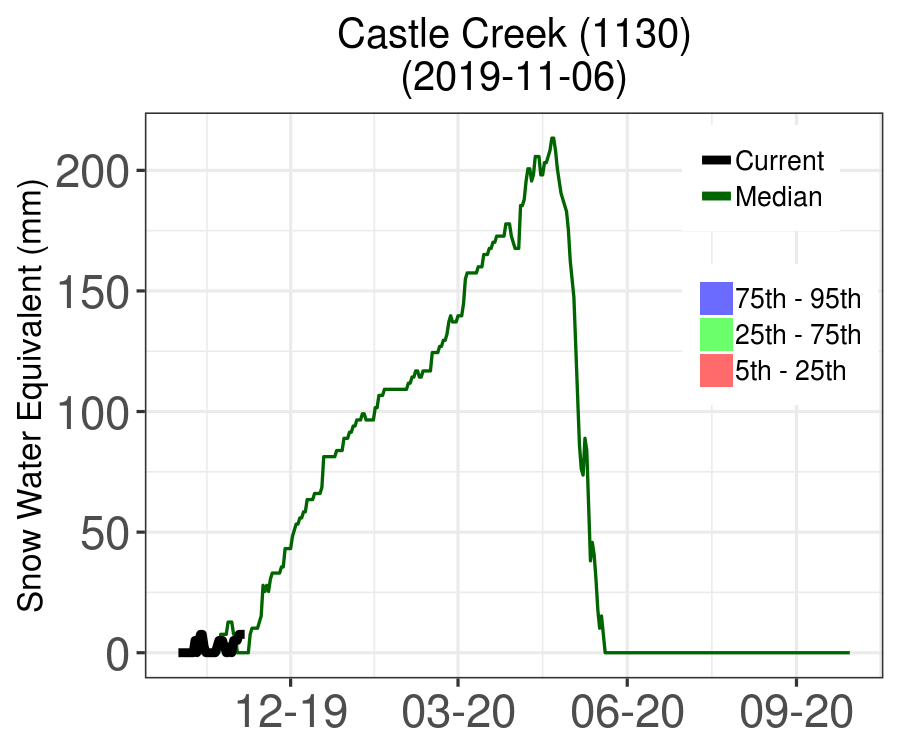 Castle Creek (1130)
(2019-11-06)
Snow Water Equivalent (mm)
200
150
100
50
0
12-19
03-20
06-20
09-20
Current
Median
75th - 95th
25th - 75th
5th - 25th